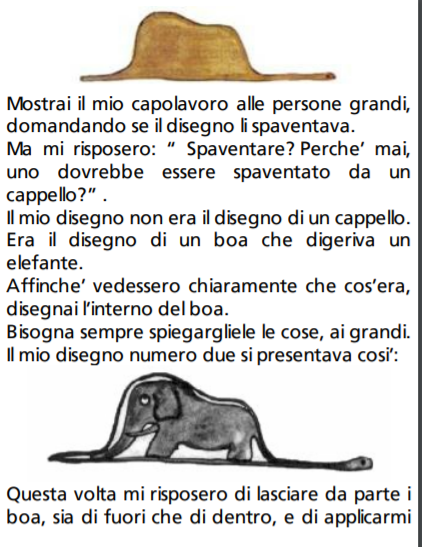 Mostrai il mio capolavoro alle persone grandi,
domandando se il disegno li spaventava.
Ma mi risposero: “ Spaventare? Perche’ mai,
uno dovrebbe essere spaventato da un
cappello?” .
Il mio disegno non era il disegno di un cappello.
Era il disegno di un boa che digeriva un
elefante.
Affinche’ vedessero chiaramente che cos’era,
disegnai l’interno del boa.
Bisogna sempre spiegargliele le cose, ai grandi.
Il mio disegno numero due si presentava cosi’:
Questa volta mi risposero di lasciare da parte i
boa, sia di fuori che di dentro, e di applicarmi